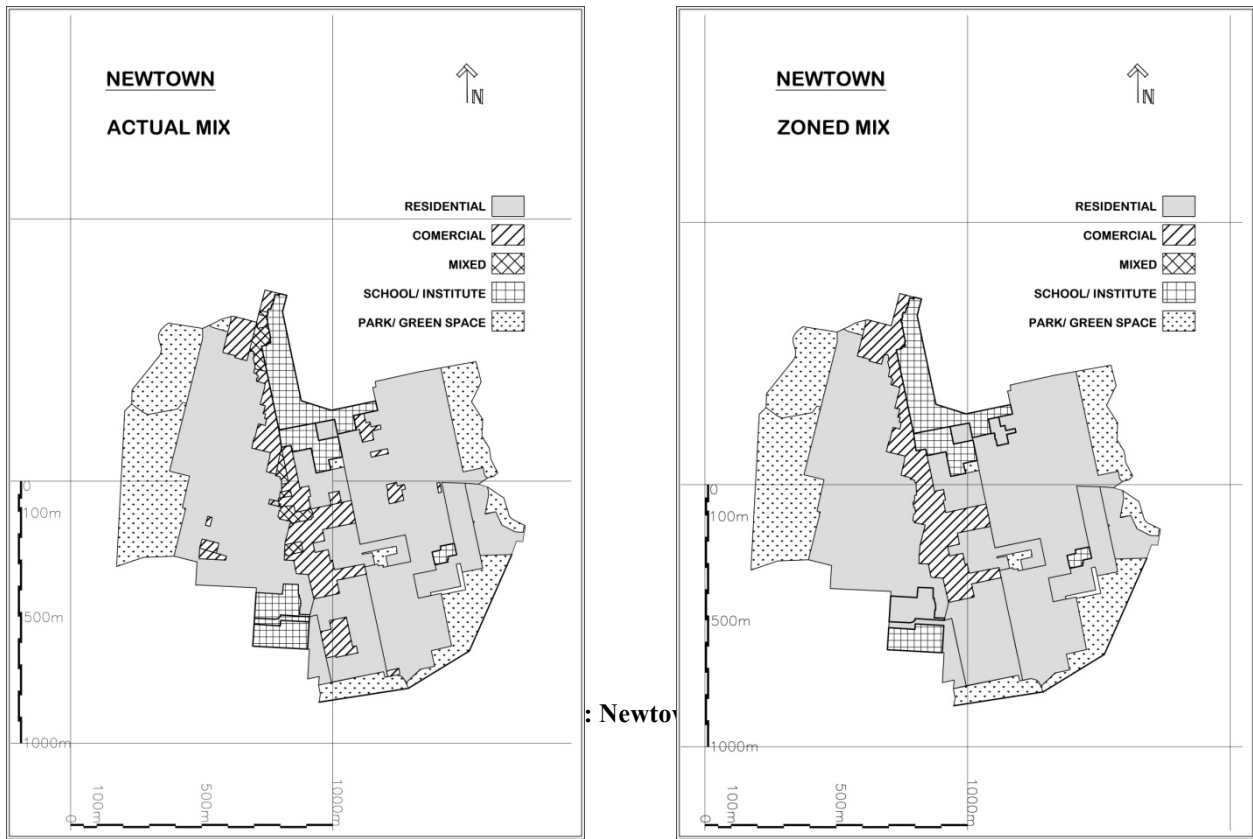 NEWTOWN
ACTUAL MIX
N
RESIDENTIAL
COMERCIAL
MIXED
SCHOOL/ INSTITUTE
PARK/ GREEN SPACE
0
100m
500m
1000m
100m
500m
1000m
: Newtow
NEWTOWN
ZONED MIX
N
RESIDENTIAL
COMERCIAL
MIXED
SCHOOL/ INSTITUTE
PARK/ GREEN SPACE
0
100m
500m
1000m
100m
500m
1000m